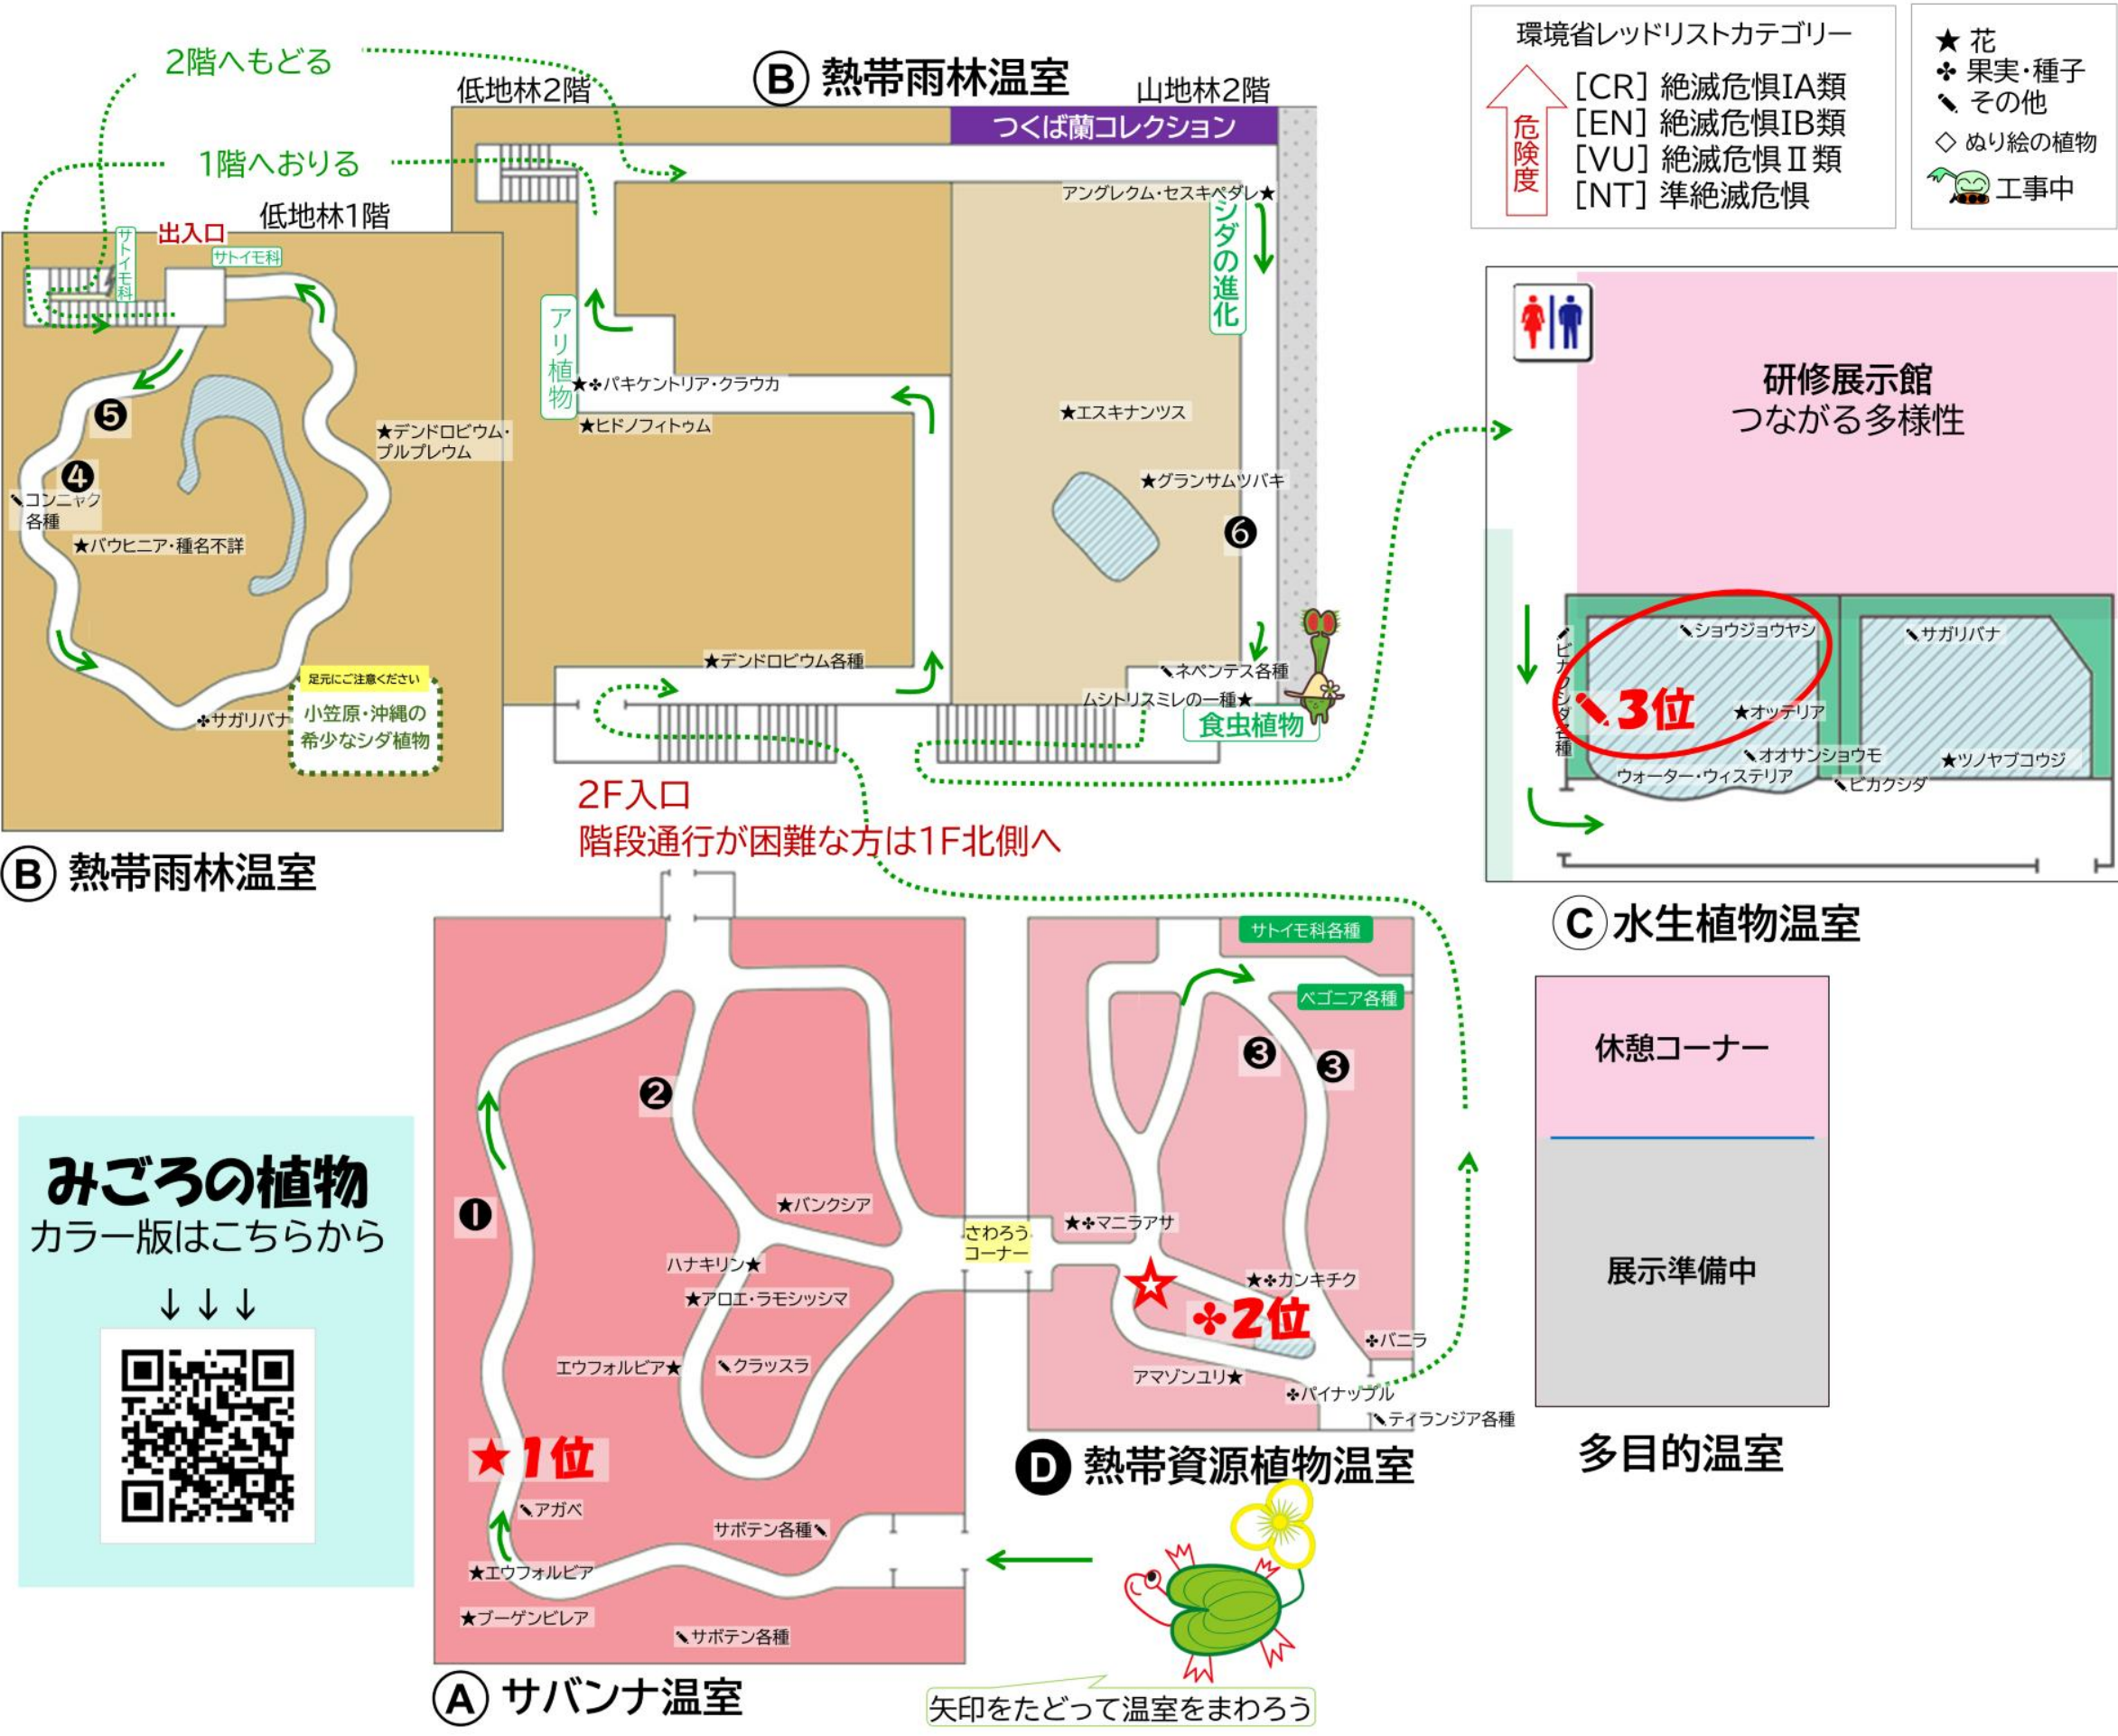 2階へもどる
1階へおりる
低地林2階
Ⓑ 熱帯雨林温室
山地林2階
つくば蘭コレクション
アングレクム・セスキペダレ★
シダの進化
アリ植物
★✤パキケントリア・クラウカ
★ヒドノフィトゥム
★エスキナンツス
★グランサムツバキ
❻
★デンドロビウム各種
✎ネペンテス各種
ムシトリスミレの一種★
食虫植物
2F入口
階段通行が困難な方は1F北側へ
低地林1階
出入口
サトイモ科
サトイモ科
❺
❹
✎コンニャク
各種
★バウヒニア・種名不詳
★デンドロビウム・
プルプレウム
✤サガリバナ
足元にご注意ください
小笠原・沖縄の
希少なシダ植物
Ⓑ 熱帯雨林温室
環境省レッドリストカテゴリー
危険度
[CR] 絶滅危惧IA類
[EN] 絶滅危惧IB類
[VU] 絶滅危惧Ⅱ類
[NT] 準絶滅危惧
★ 花
✤ 果実・種子
✎ その他
◇ ぬり絵の植物
工事中
研修展示館
つながる多様性
✎ショウジョウヤシ
✎サガリバナ
✎ビカクシダ各種
✎3位
★オッテリア
✎オオサンショウモ
ウォーター・ウィステリア
★ツノヤブコウジ
✎ビカクシダ
Ⓒ 水生植物温室
休憩コーナー
展示準備中
多目的温室
みごろの植物
カラー版はこちらから
↓↓↓
❶
❷
★バンクシア
ハナキリン★
★アロエ・ラモシッシマ
エウフォルビア★
✎クラッスラ
★1位
✎アガベ
サボテン各種✎
★エウフォルビア
★ブーゲンビレア
✎サボテン各種
Ⓐ サバンナ温室
さわろう
コーナー
サトイモ科各種
ベゴニア各種
❸
❸
★✤マニラアサ
★✤カンキチク
✤2位
✤バニラ
アマゾンユリ★
✤パイナップル
✎ティランジア各種
🅓 熱帯資源植物温室
矢印をたどって温室をまわろう